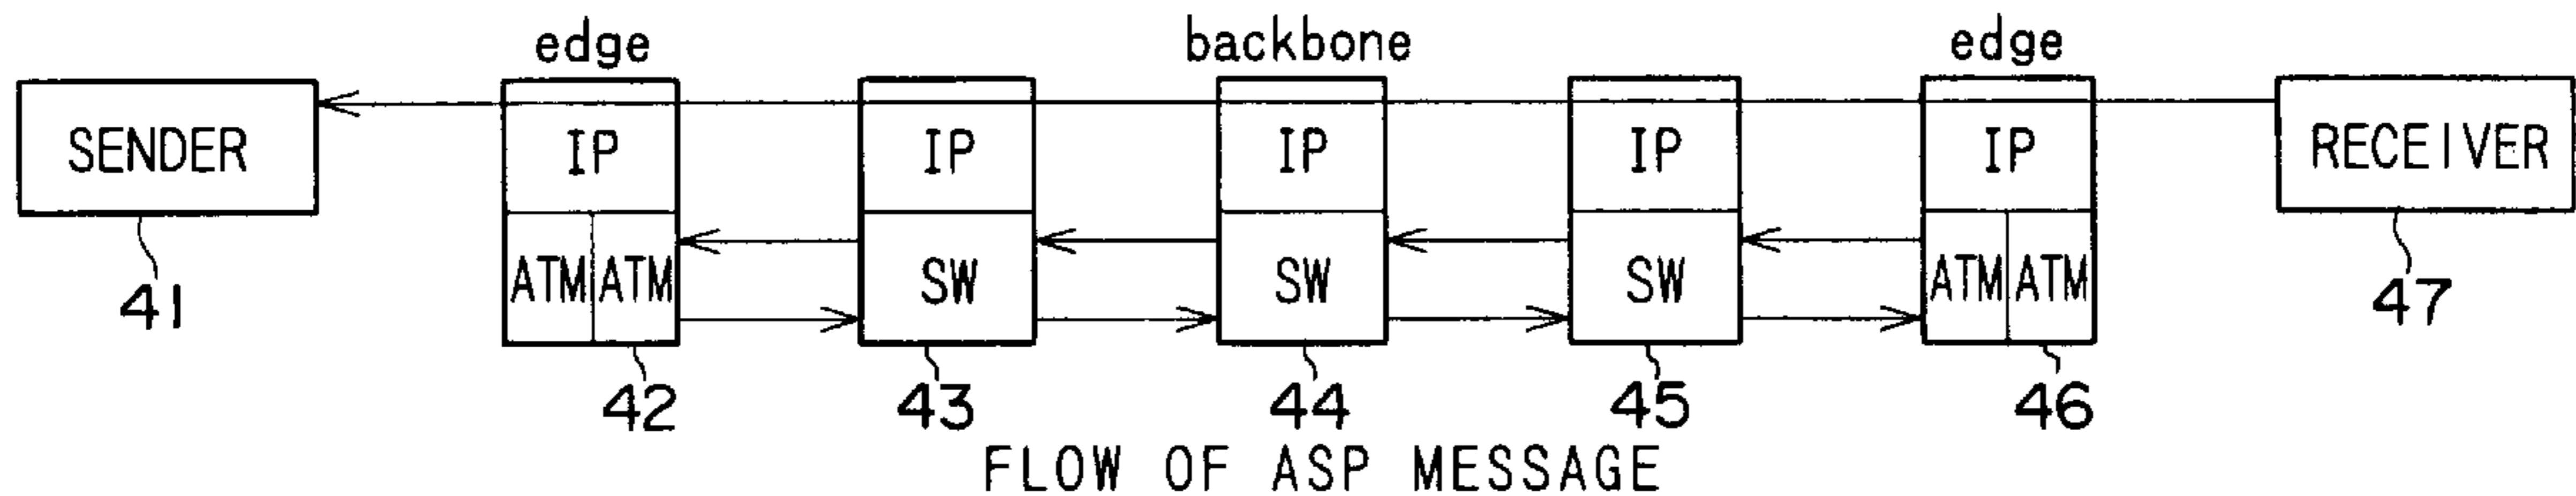 edge backbone edge
SENDER IP IP IP IP IP RECEIVER
ATM ATM SW SW SW ATM ATM
41 42 43 44 45 46 47
FLOW OF ASP MESSAGE